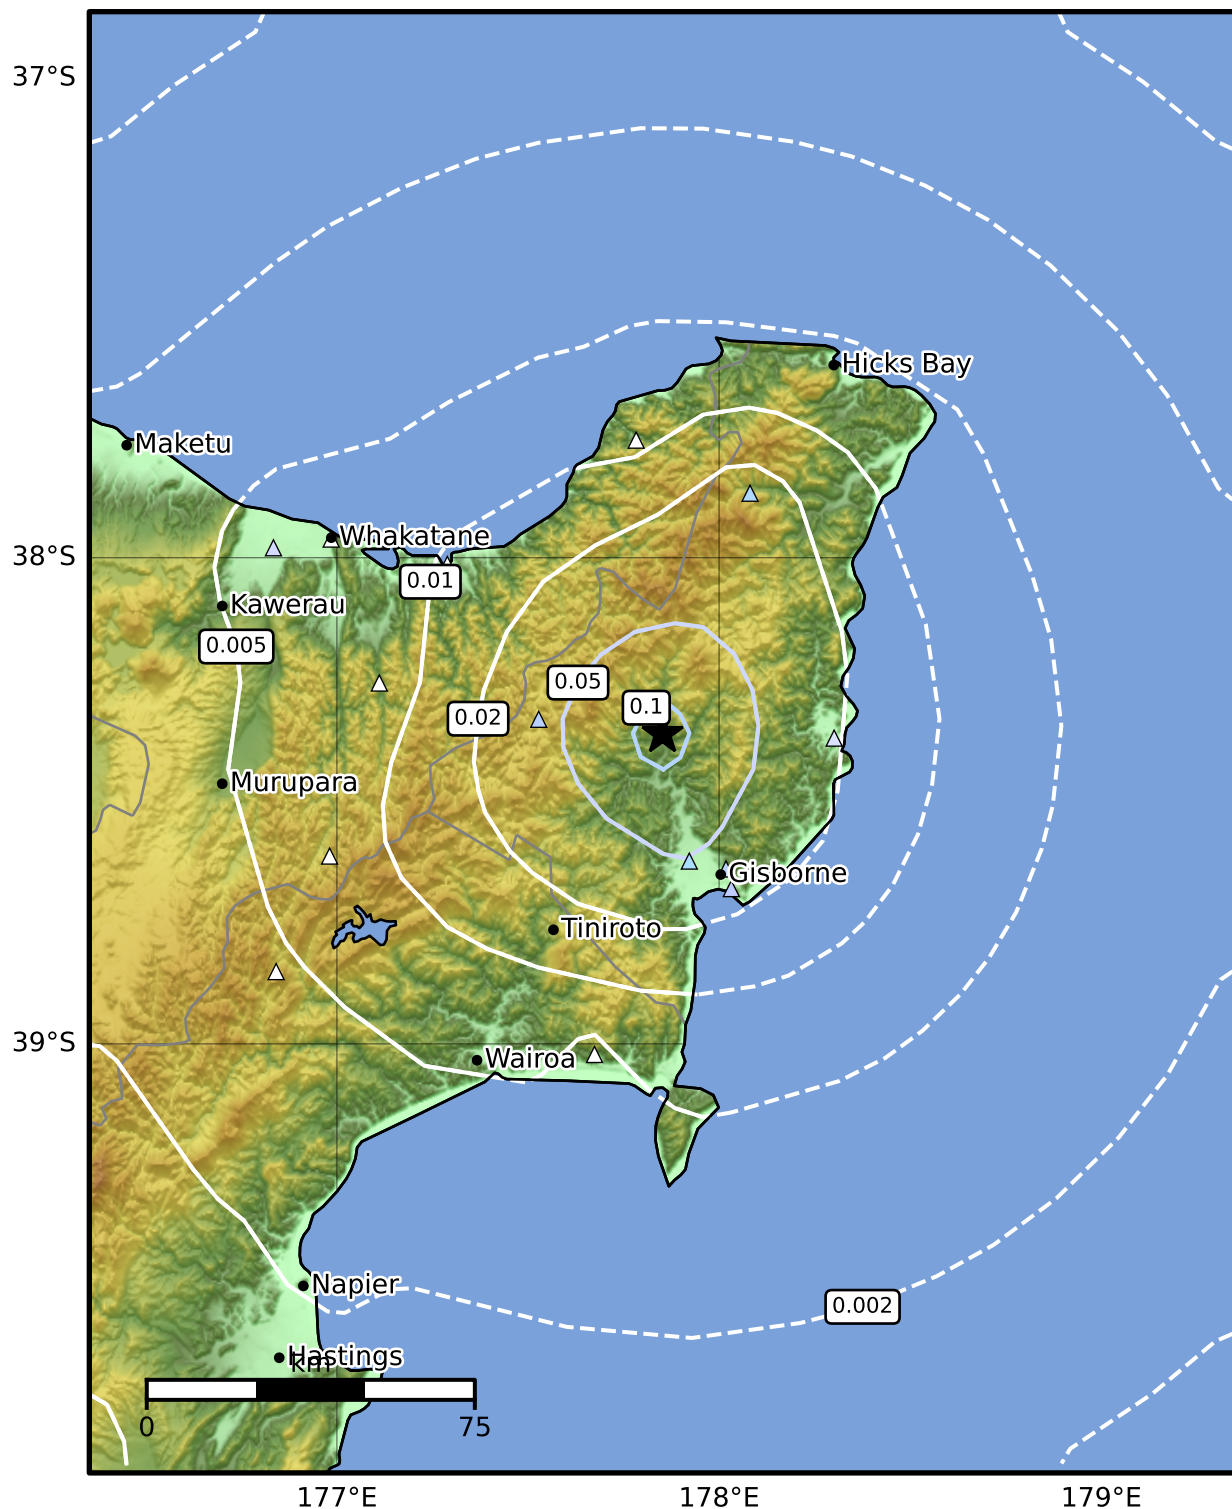 37°S
Hicks Bay
Maketu
Whakatane
38°S
0.01
Kawerau
0.005
0.05
0.1
0.02
Murupara
Gisborne
Tiniroto
39°S
Wairoa
Napier
0.002
Hastings
km
0
75
177°E
178°E
179°E